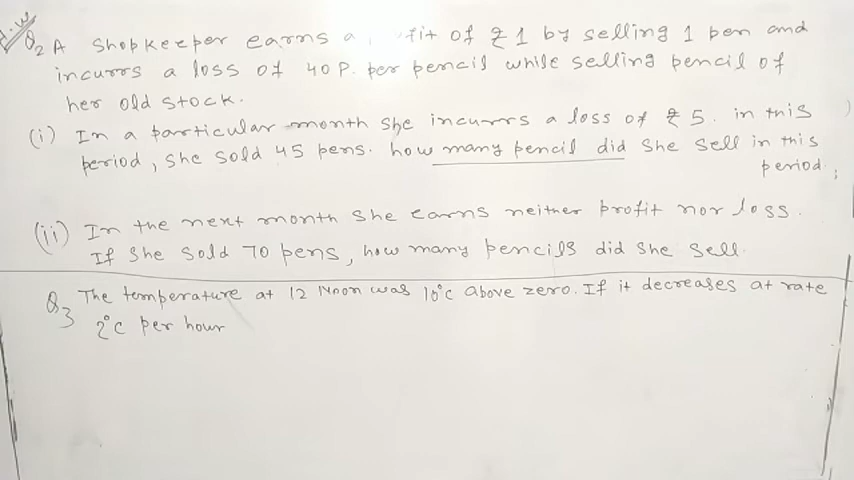 H.W
Q2 A Shopkeeper earns a fit of ₹1 by selling 1 pen and
incurrs a loss of 40 P. per pencil while selling pencil of
her old stock.
(i) In a particular month she incurrs a loss of ₹5. in this
period, she sold 45 pens. how many pencil did she sell in this
period.
(ii) In the next month she earns neither profit nor loss.
If she sold 70 pens, how many pencils did she sell.
Q3 The temperature at 12 Noon was 10°c above zero. If it decreases at rate
2°c per hour